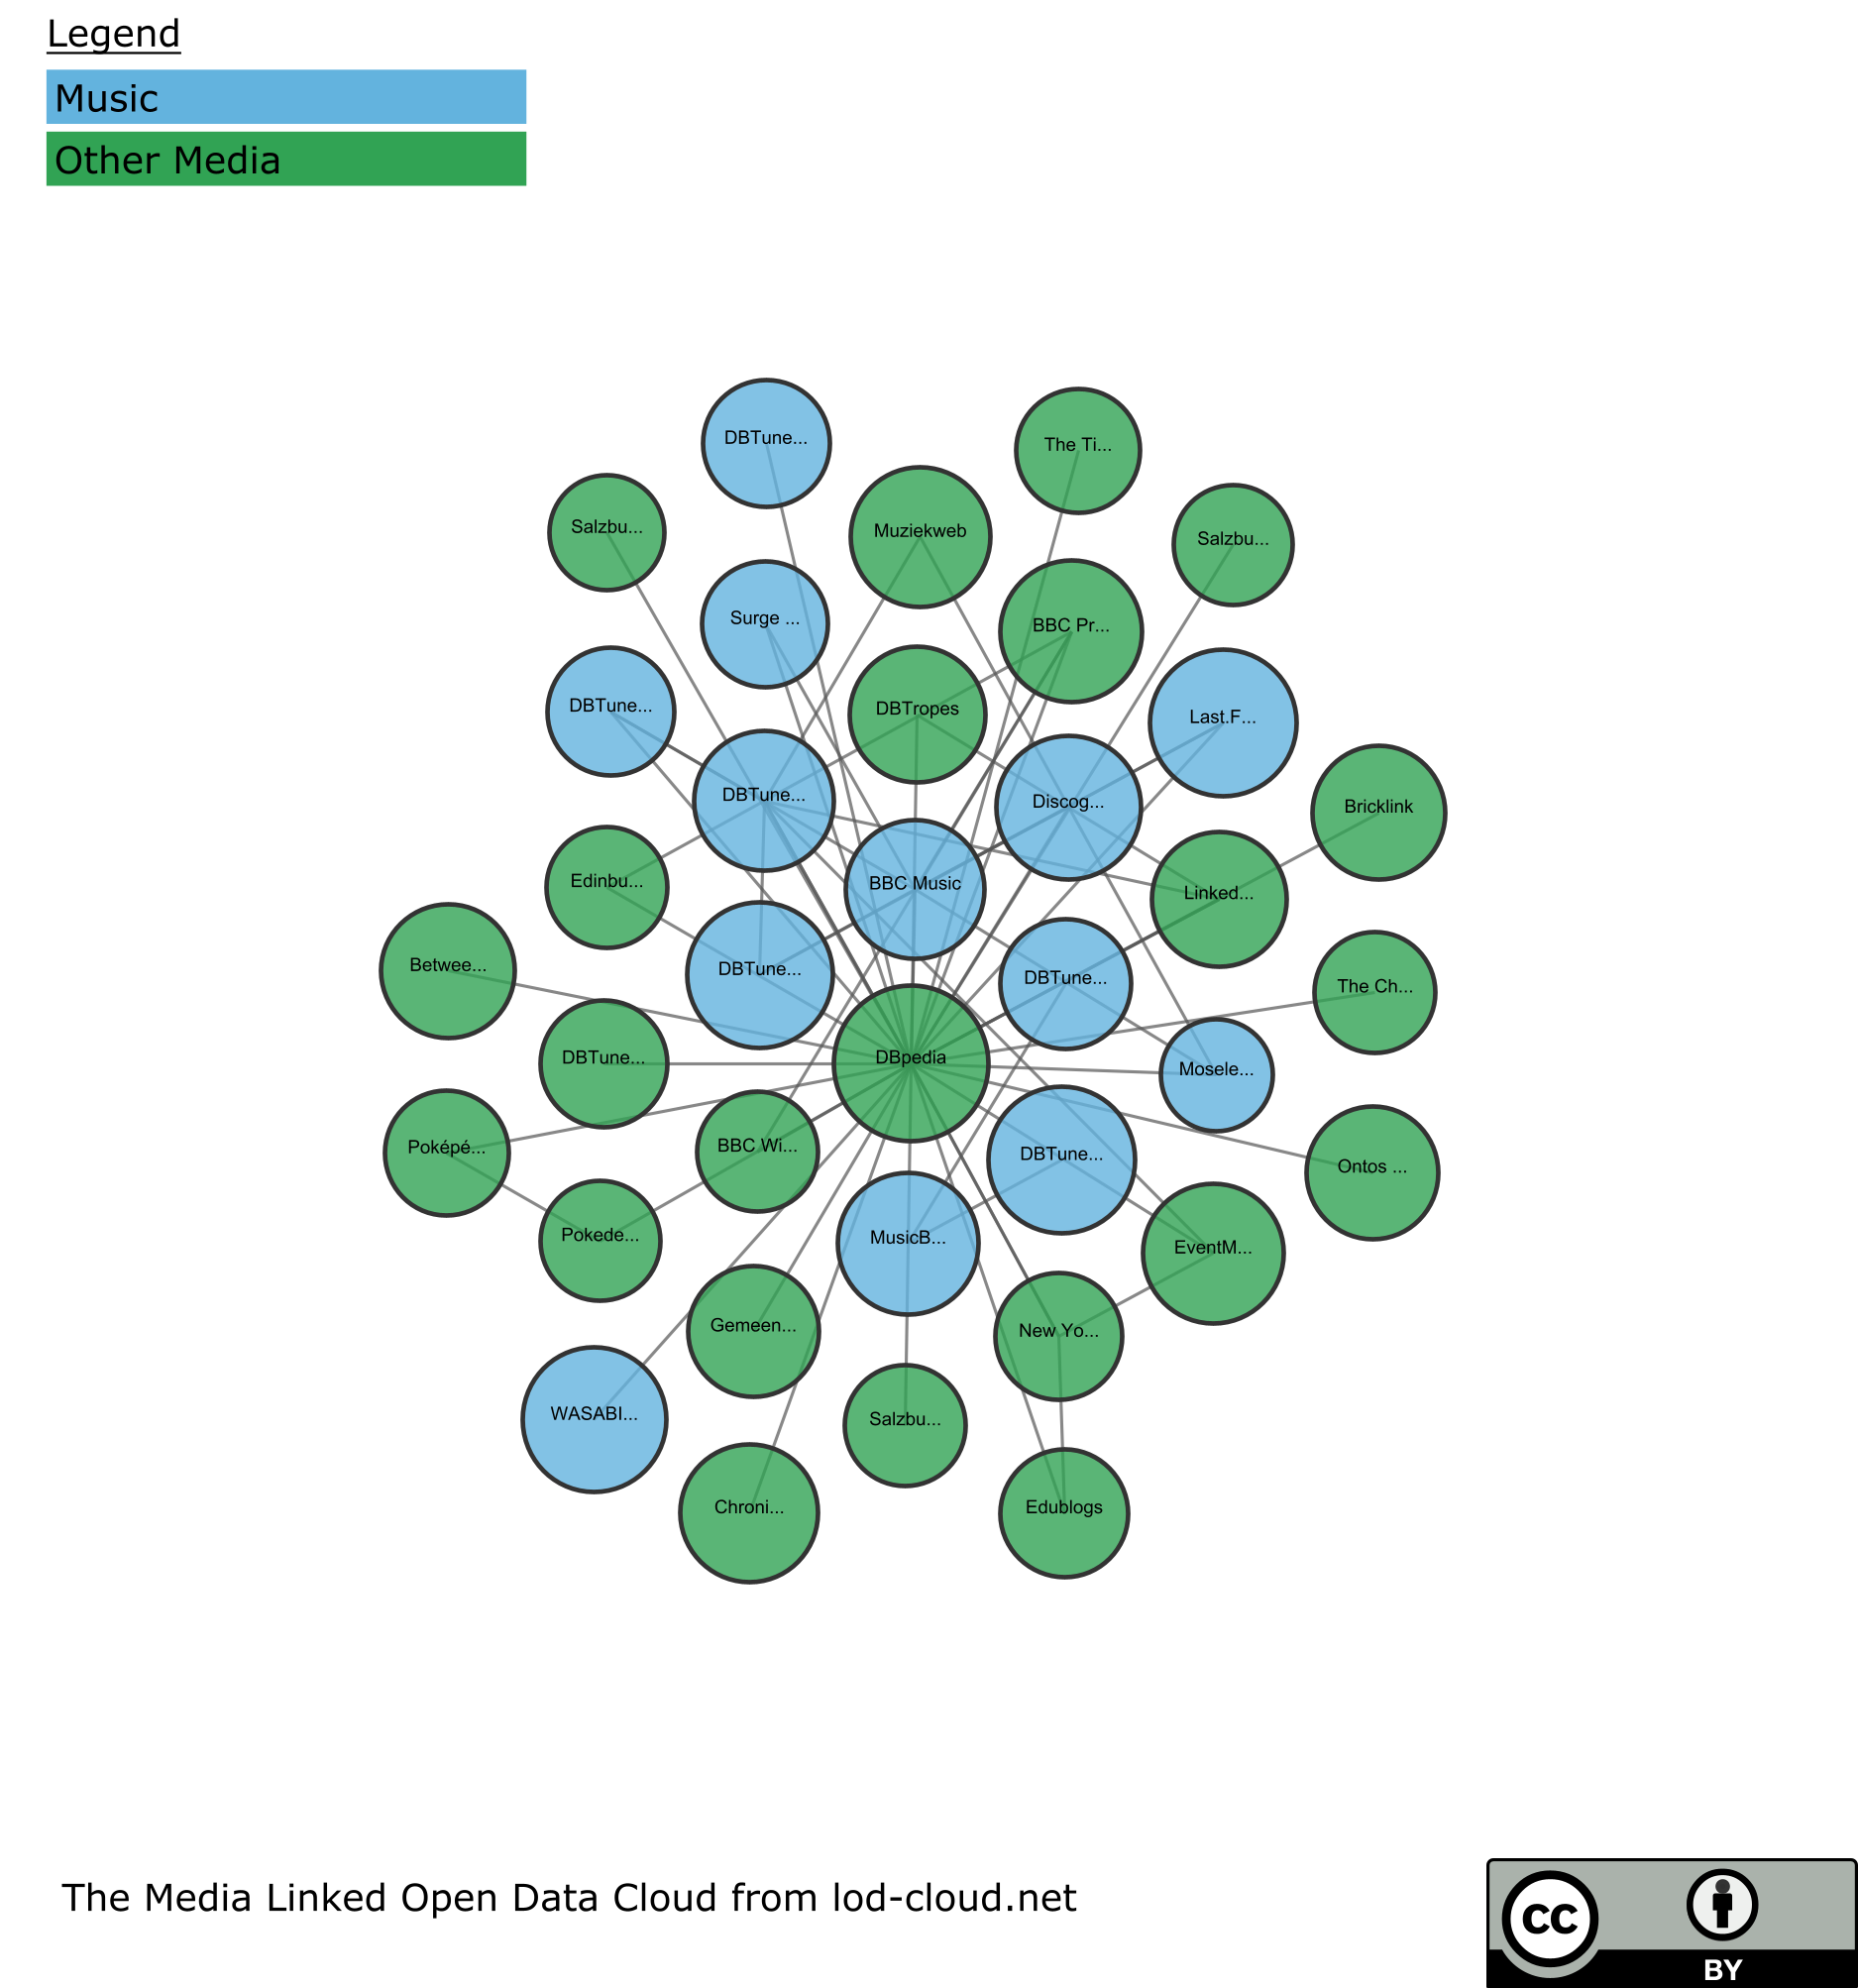 Legend
Music
Other Media
DBTune...
The Ti...
Salzbu...
Muziekweb
Salzbu...
Surge ...
BBC Pr...
DBTune...
DBTropes
Last.F...
DBTune...
Discog...
Bricklink
Edinbu...
BBC Music
Linked...
Betwee...
DBTune...
DBTune...
The Ch...
DBTune...
DBpedia
Mosele...
Poképé...
BBC Wi...
DBTune...
Ontos ...
Pokede...
MusicB...
EventM...
Gemeen...
New Yo...
WASABI...
Salzbu...
Chroni...
Edublogs
The Media Linked Open Data Cloud from lod-cloud.net
cc
BY